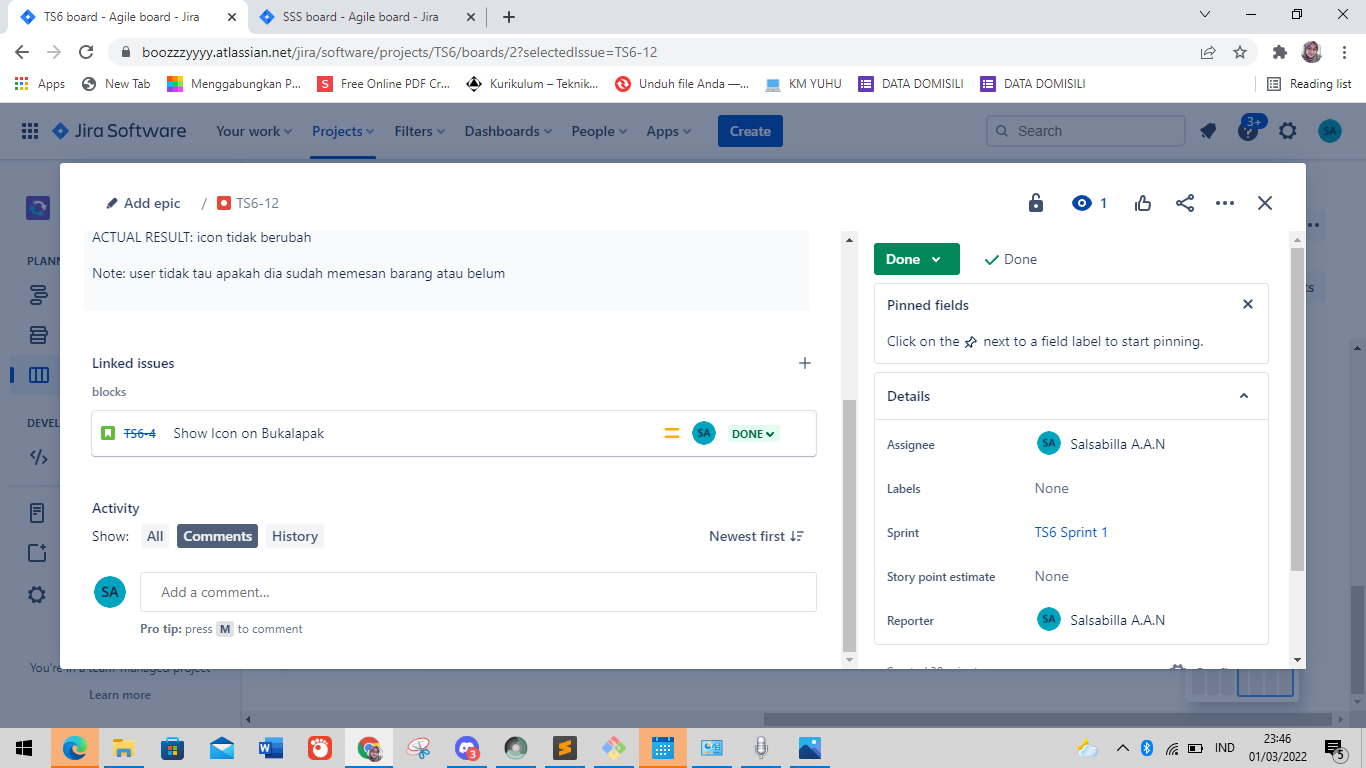 TS6 board - Agile board - Jira
SSS board - Agile board - Jira
boozzzyyyy.atlassian.net/jira/software/projects/TS6/boards/2?selectedIssue=TS6-12
Apps
New Tab
Menggabungkan P...
Free Online PDF Cr...
Kurikulum – Teknik...
Unduh file Anda —...
KM YUHU
DATA DOMISILI
DATA DOMISILI
Reading list
Jira Software
Your work
Projects
Filters
Dashboards
People
Apps
Create
Search
3+
SA
Add epic / TS6-12
1
PLANN
DEVEL
ACTUAL RESULT: icon tidak berubah
Note: user tidak tau apakah dia sudah memesan barang atau belum
Linked issues
blocks
TS6-4 Show Icon on Bukalapak SA DONE
Activity
Show: All Comments History Newest first
SA Add a comment...
Pro tip: press M to comment
Done
Done
Pinned fields
Click on the next to a field label to start pinning.
Details
Assignee SA Salsabilla A.A.N
Labels None
Sprint TS6 Sprint 1
Story point estimate None
Reporter SA Salsabilla A.A.N
You're in a team-managed project
Learn more
3
IND
23:46
01/03/2022
5